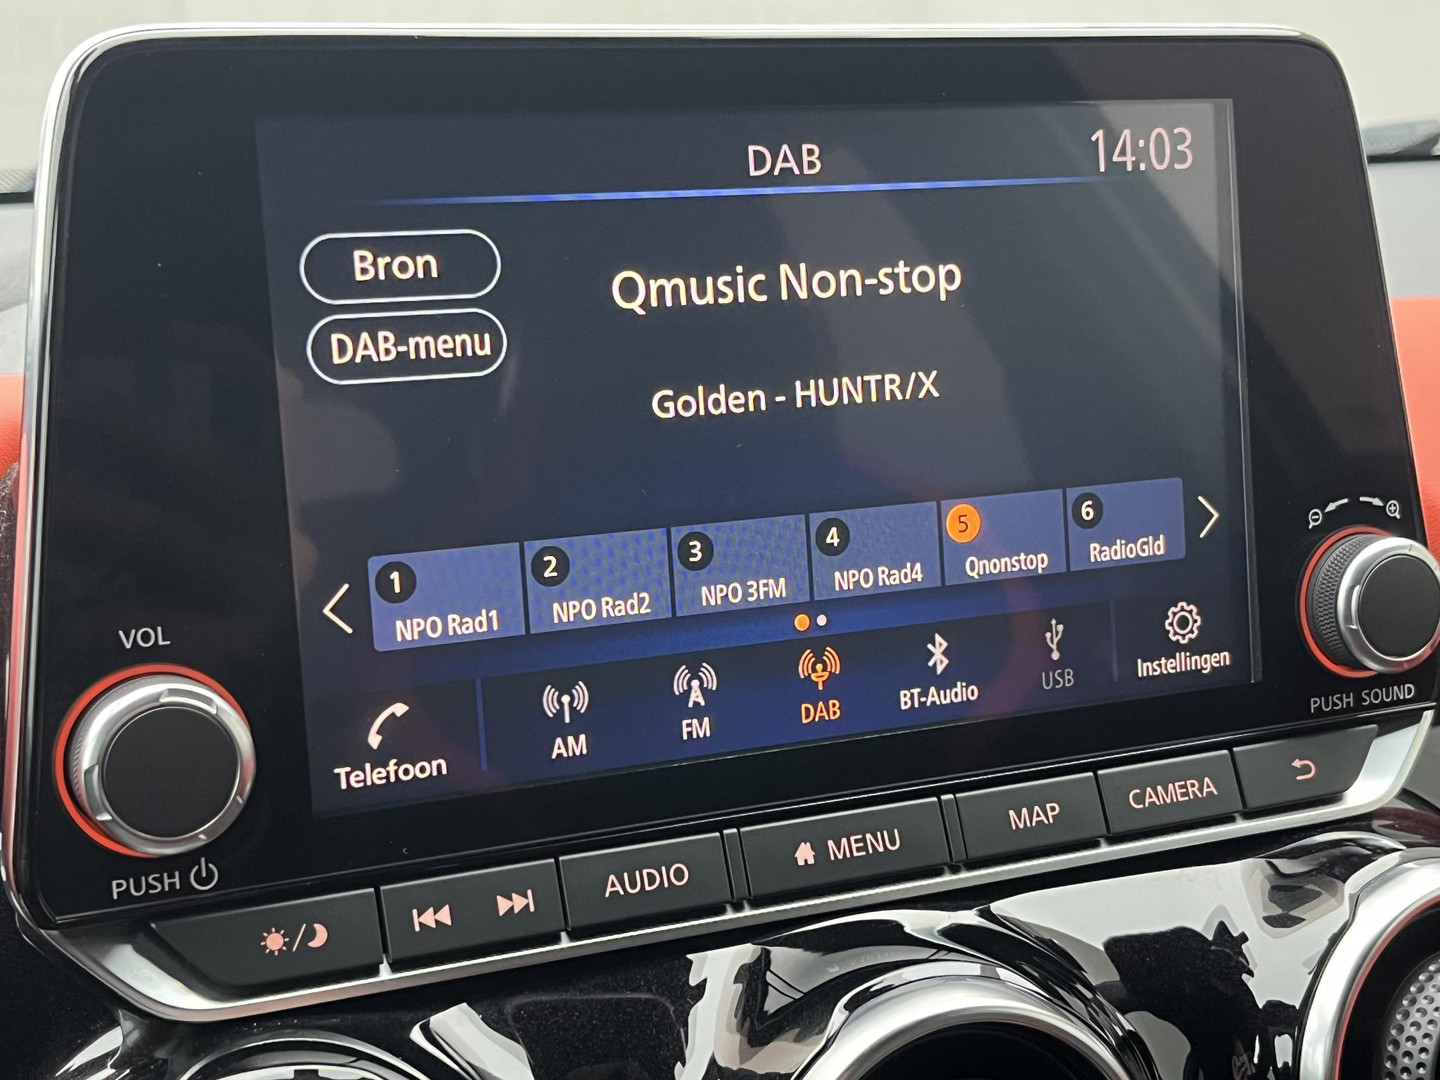 DAB
14:03
Bron
Qmusic Non-stop
DAB-menu
Golden - HUNTR/X
1 NPO Rad1
2 NPO Rad2
3 NPO 3FM
4 NPO Rad4
5 Qnonstop
6 RadioGld
VOL
Telefoon
AM
FM
DAB
BT-Audio
USB
Instellingen
PUSH SOUND
PUSH
AUDIO
MENU
MAP
CAMERA